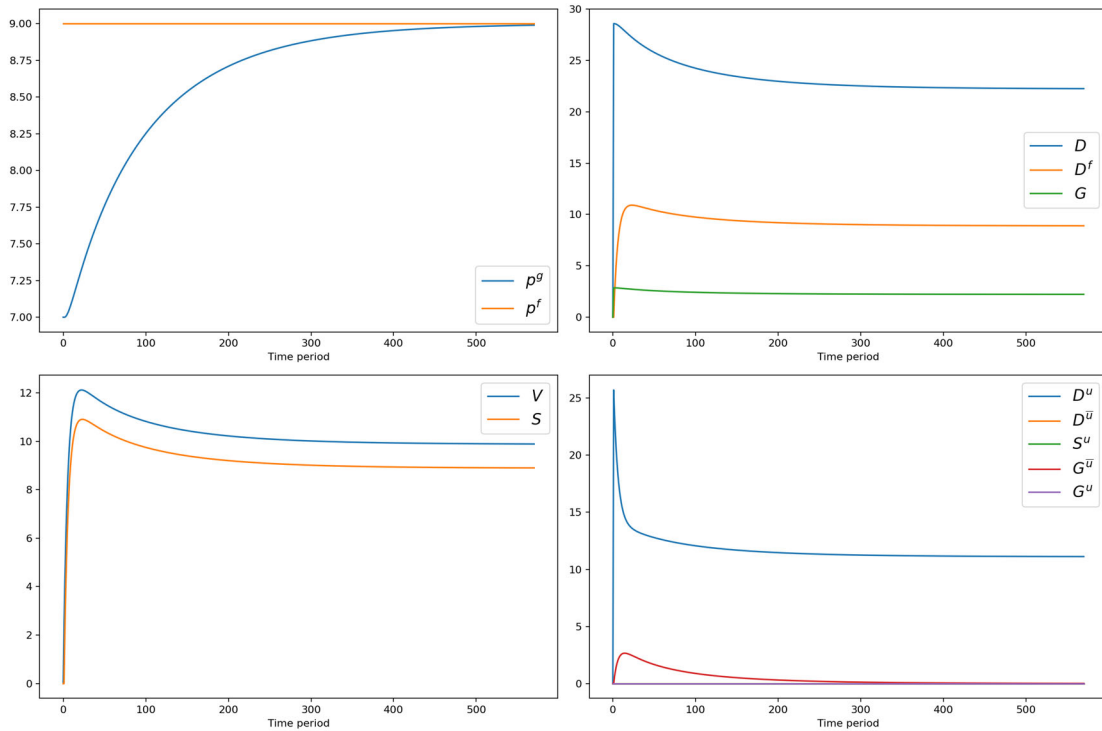 9.00
8.75
8.50
8.25
8.00
7.75
7.50
7.25
7.00
0 100 200 300 400 500
Time period
p^g
p^f
30
25
20
15
10
5
0
0 100 200 300 400 500
Time period
D
D^f
G
12
10
8
6
4
2
0
0 100 200 300 400 500
Time period
V
S
25
20
15
10
5
0
0 100 200 300 400 500
Time period
D^u
D^u̅
S^u
G^u̅
G^u